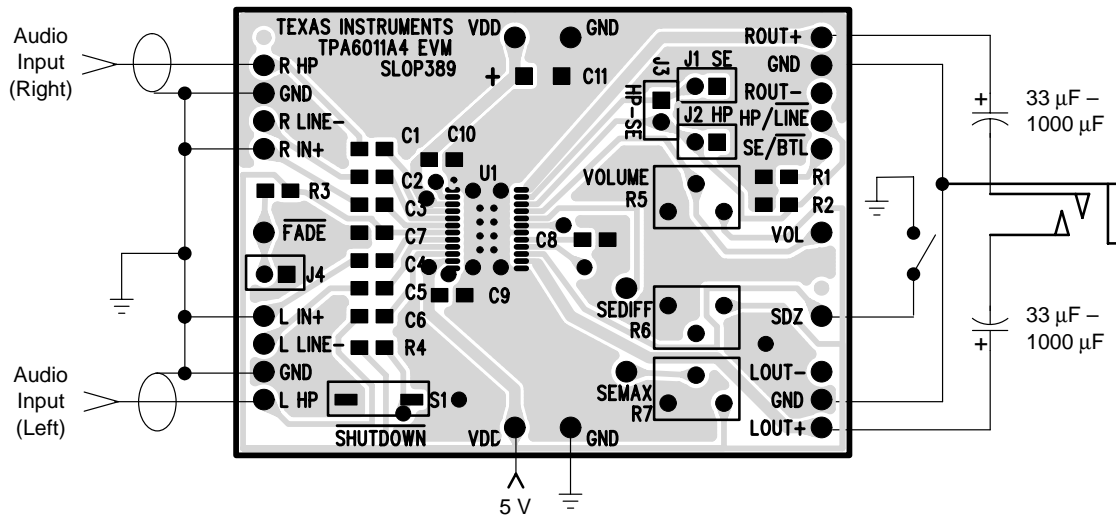 TEXAS INSTRUMENTS
TPA6011A4 EVM
SLOP389
VDD
GND
+
C11
Audio
Input
(Right)
R HP
GND
R LINE-
R IN+
R3
FADE
J4
L IN+
L LINE-
GND
L HP
Audio
Input
(Left)
C1
C10
C2
C3
C7
C4
C5
C6
R4
U1
C8
C9
S1
SHUTDOWN
VDD
GND
5 V
J3
HP-SE
J1 SE
J2 HP
VOLUME
R5
R1
R2
SEDIFF
R6
SEMAX
R7
ROUT+
GND
ROUT-
HP/LINE
SE/BTL
VOL
SDZ
LOUT-
GND
LOUT+
+
33 µF –
1000 µF
33 µF –
1000 µF
+